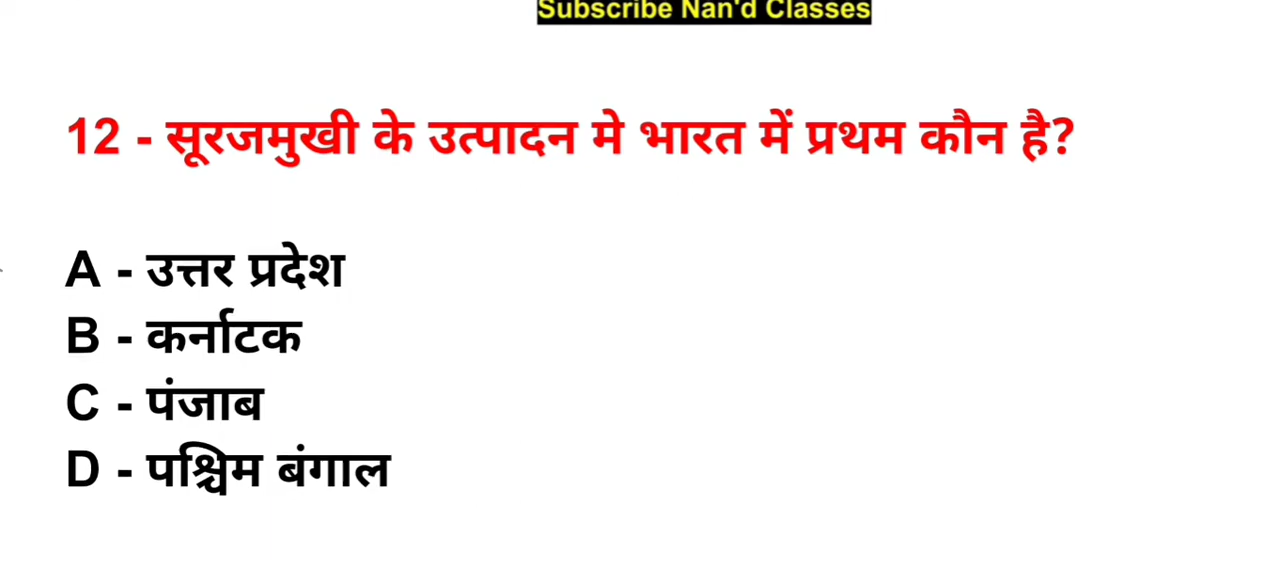 Subscribe Nan'd Classes
12 - सूरजमुखी के उत्पादन मे भारत में प्रथम कौन है?
A - उत्तर प्रदेश
B - कर्नाटक
C - पंजाब
D - पश्चिम बंगाल